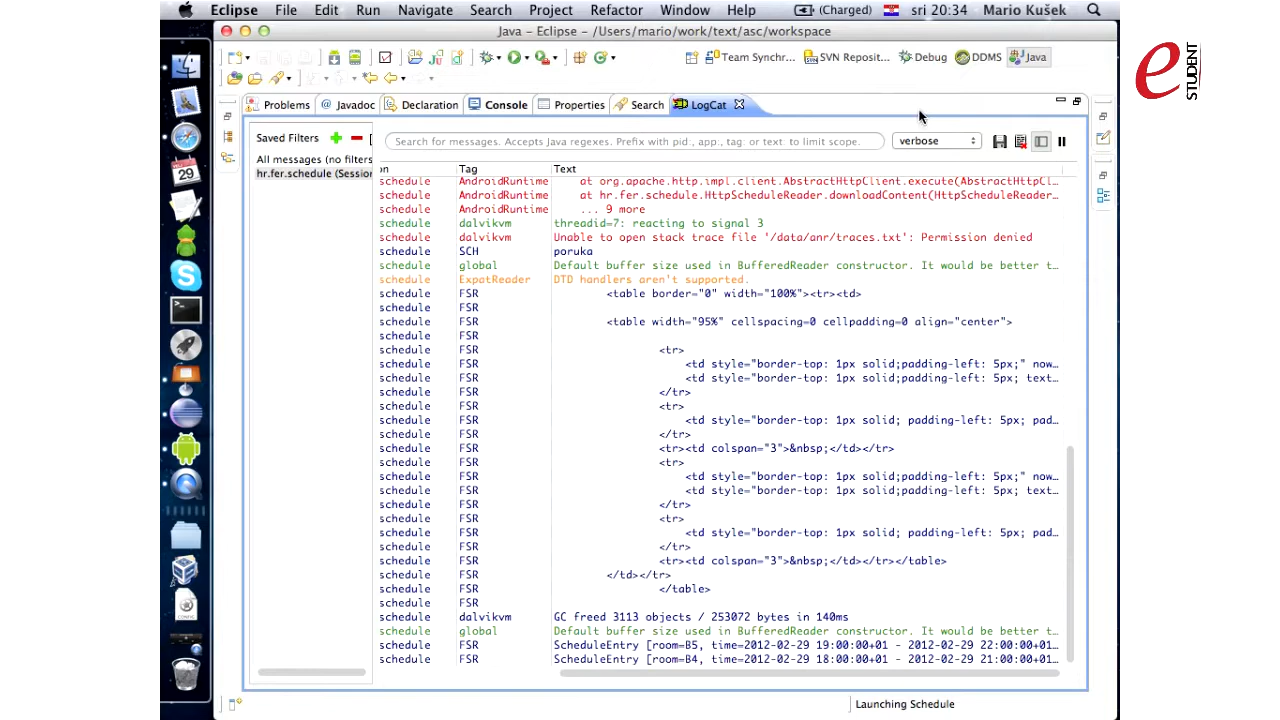 Eclipse File Edit Run Navigate Search Project Refactor Window Help (Charged) sri 20:34 Mario Kušek
e STUDENT
Java – Eclipse – /Users/mario/work/text/asc/workspace
Team Synchr... SVN Reposit... Debug DDMS Java
Problems @ Javadoc Declaration Console Properties Search LogCat
Saved Filters
Search for messages. Accepts Java regexes. Prefix with pid:, app:, tag: or text: to limit scope. verbose
All messages (no filters
hr.fer.schedule (Session
on Tag Text
schedule AndroidRuntime at org.apache.http.impl.client.AbstractHttpClient.execute(AbstractHttpCl...
schedule AndroidRuntime at hr.fer.schedule.HttpScheduleReader.downloadContent(HttpScheduleReader...
schedule AndroidRuntime ... 9 more
schedule dalvikvm threadid=7: reacting to signal 3
schedule dalvikvm Unable to open stack trace file '/data/anr/traces.txt': Permission denied
schedule SCH poruka
schedule global Default buffer size used in BufferedReader constructor. It would be better t...
schedule ExpatReader DTD handlers aren't supported.
schedule FSR <table border="0" width="100%"><tr><td>
schedule FSR
schedule FSR <table width="95%" cellspacing=0 cellpadding=0 align="center">
schedule FSR
schedule FSR <tr>
schedule FSR <td style="border-top: 1px solid;padding-left: 5px;" now...
schedule FSR <td style="border-top: 1px solid;padding-left: 5px; text...
schedule FSR </tr>
schedule FSR <tr>
schedule FSR <td style="border-top: 1px solid; padding-left: 5px; pad...
schedule FSR </tr>
schedule FSR <tr><td colspan="3">&nbsp;</td></tr>
schedule FSR <tr>
schedule FSR <td style="border-top: 1px solid;padding-left: 5px;" now...
schedule FSR <td style="border-top: 1px solid;padding-left: 5px; text...
schedule FSR </tr>
schedule FSR <tr>
schedule FSR <td style="border-top: 1px solid; padding-left: 5px; pad...
schedule FSR </tr>
schedule FSR <tr><td colspan="3">&nbsp;</td></tr></table>
schedule FSR </td></tr>
schedule FSR </table>
schedule FSR
schedule dalvikvm GC freed 3113 objects / 253072 bytes in 140ms
schedule global Default buffer size used in BufferedReader constructor. It would be better t...
schedule FSR ScheduleEntry [room=B5, time=2012-02-29 19:00:00+01 - 2012-02-29 22:00:00+01...
schedule FSR ScheduleEntry [room=B4, time=2012-02-29 18:00:00+01 - 2012-02-29 21:00:00+01...
Launching Schedule
29